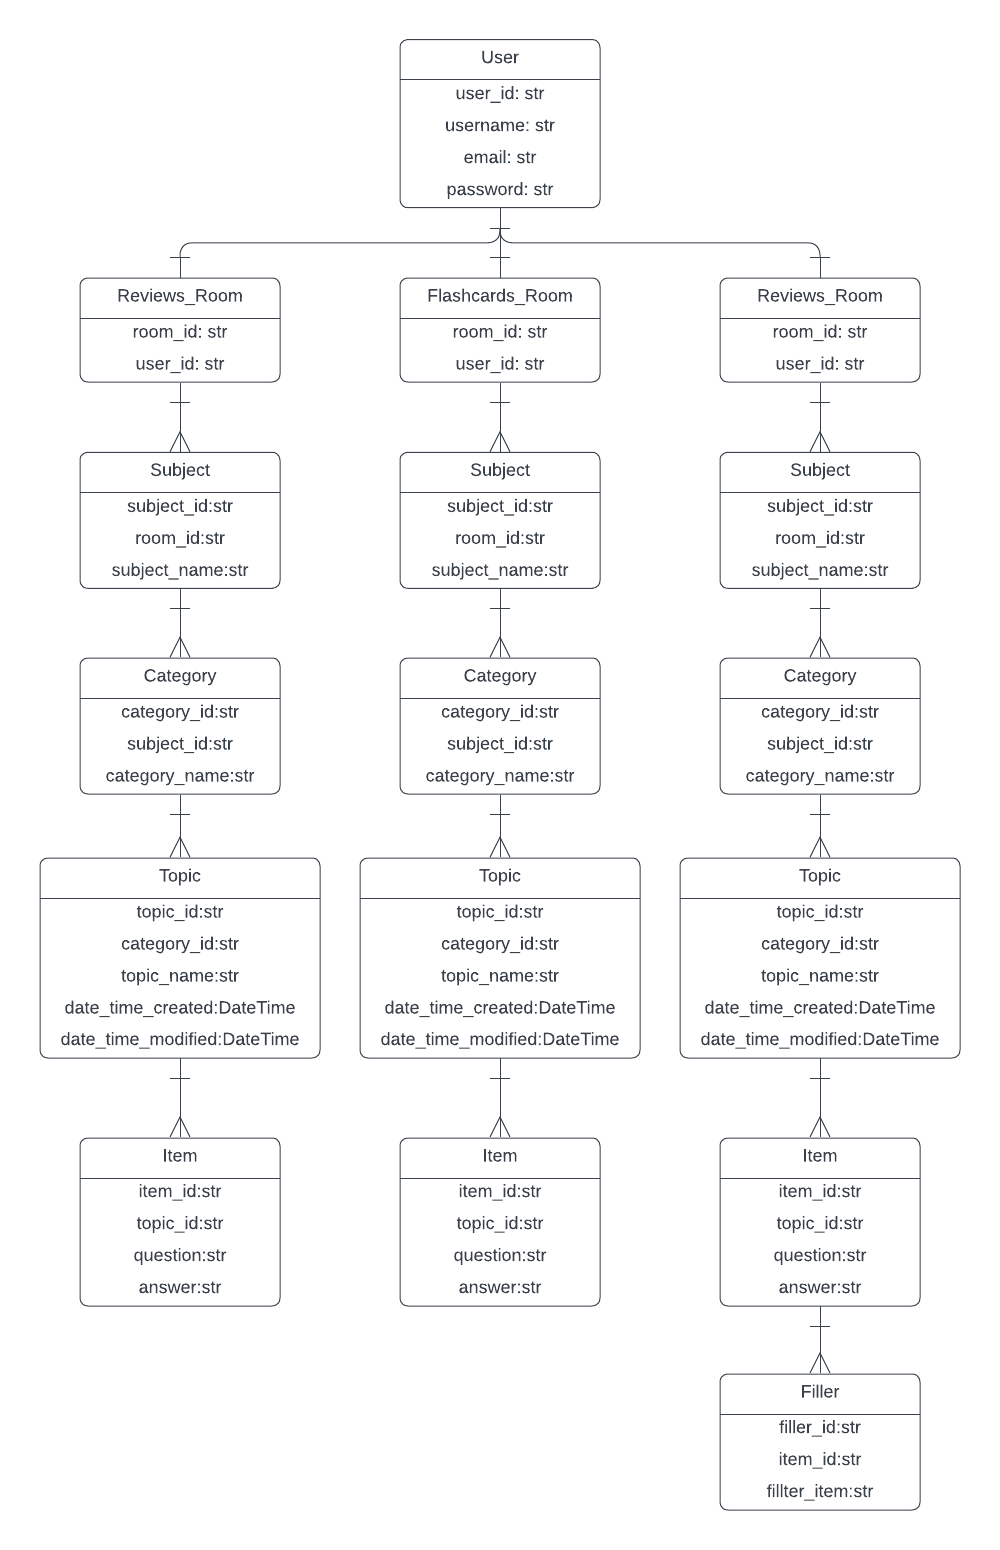 User
user_id: str
username: str
email: str
password: str
Reviews_Room
room_id: str
user_id: str
Flashcards_Room
room_id: str
user_id: str
Reviews_Room
room_id: str
user_id: str
Subject
subject_id:str
room_id:str
subject_name:str
Subject
subject_id:str
room_id:str
subject_name:str
Subject
subject_id:str
room_id:str
subject_name:str
Category
category_id:str
subject_id:str
category_name:str
Category
category_id:str
subject_id:str
category_name:str
Category
category_id:str
subject_id:str
category_name:str
Topic
topic_id:str
category_id:str
topic_name:str
date_time_created:DateTime
date_time_modified:DateTime
Topic
topic_id:str
category_id:str
topic_name:str
date_time_created:DateTime
date_time_modified:DateTime
Topic
topic_id:str
category_id:str
topic_name:str
date_time_created:DateTime
date_time_modified:DateTime
Item
item_id:str
topic_id:str
question:str
answer:str
Item
item_id:str
topic_id:str
question:str
answer:str
Item
item_id:str
topic_id:str
question:str
answer:str
Filler
filler_id:str
item_id:str
fillter_item:str